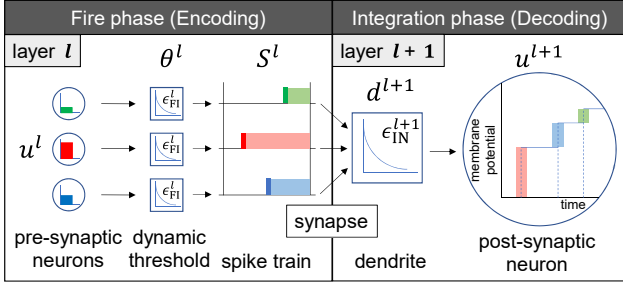 Fire phase (Encoding)
Integration phase (Decoding)
layer l
layer l + 1
θ^l
S^l
u^{l+1}
d^{l+1}
u^l
ϵ_FI^l
ϵ_FI^l
ϵ_FI^l
ϵ_IN^{l+1}
membrane
potential
time
synapse
pre-synaptic
neurons
dynamic
threshold
spike train
dendrite
post-synaptic
neuron